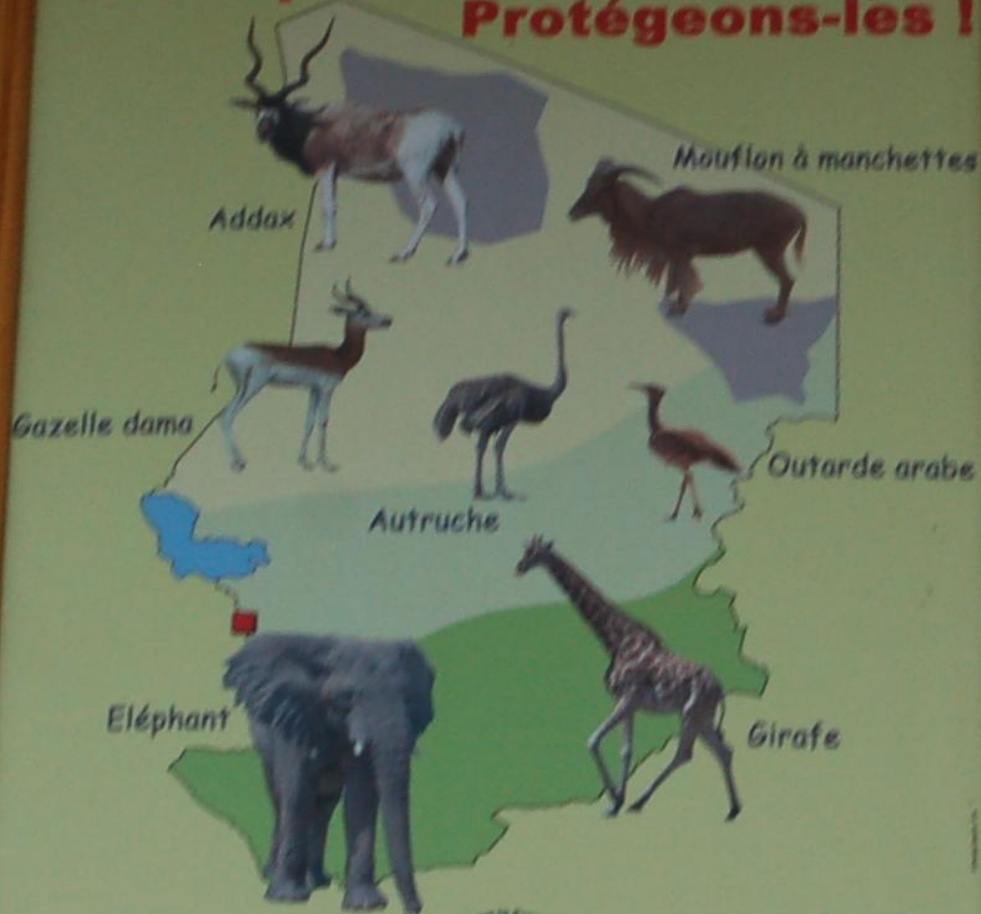 Protégeons-les !
Mouflon à manchettes
Addax
Gazelle dama
Outarde arabe
Autruche
Eléphant
Girafe